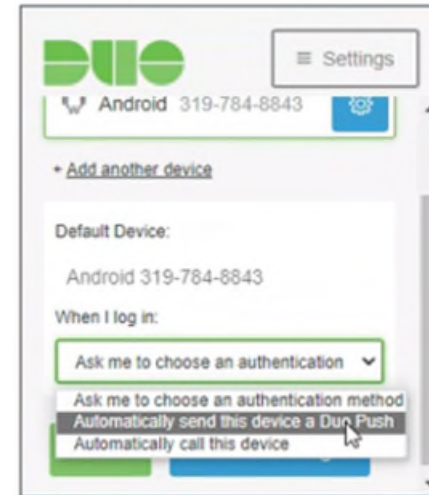 DUO
≡ Settings
Android 319-784-8843
+ Add another device
Default Device:
Android 319-784-8843
When I log in:
Ask me to choose an authentication
Ask me to choose an authentication method
Automatically send this device a Duo Push
Automatically call this device